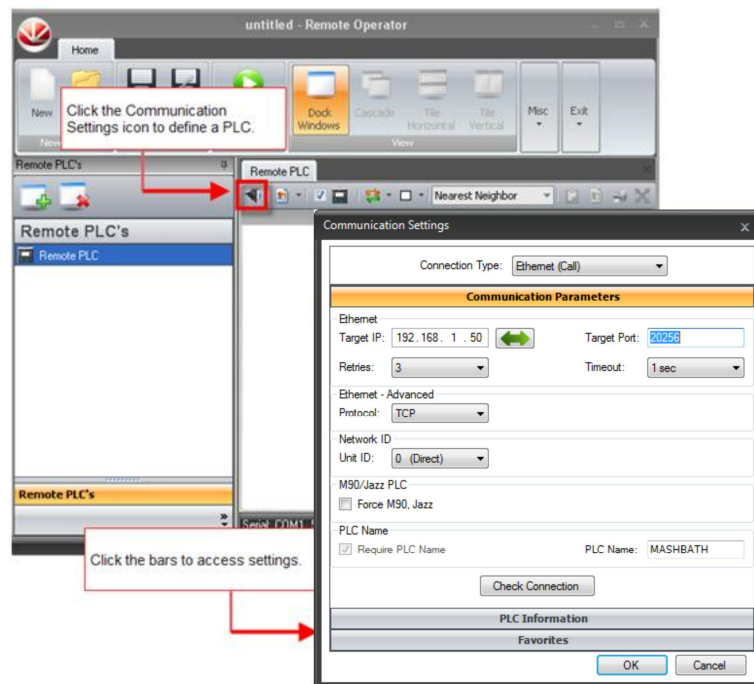 untitled - Remote Operator
Home
New
Click the Communication
Settings icon to define a PLC.
Dock
Windows
Cascade
Tile
Horizontal
Tile
Vertical
Misc
Exit
View
Remote PLC's
Remote PLC
Nearest Neighbor
Remote PLC's
Remote PLC
Remote PLC's
Communication Settings
Connection Type: Ethernet (Call)
Communication Parameters
Ethernet
Target IP: 192.168. 1 . 50 Target Port: 20256
Retries: 3 Timeout: 1 sec
Ethernet - Advanced
Protocol: TCP
Network ID
Unit ID: 0 (Direct)
M90/Jazz PLC
Force M90, Jazz
PLC Name
Require PLC Name PLC Name: MASHBATH
Check Connection
PLC Information
Favorites
OK Cancel
Serial: COM1
Click the bars to access settings.